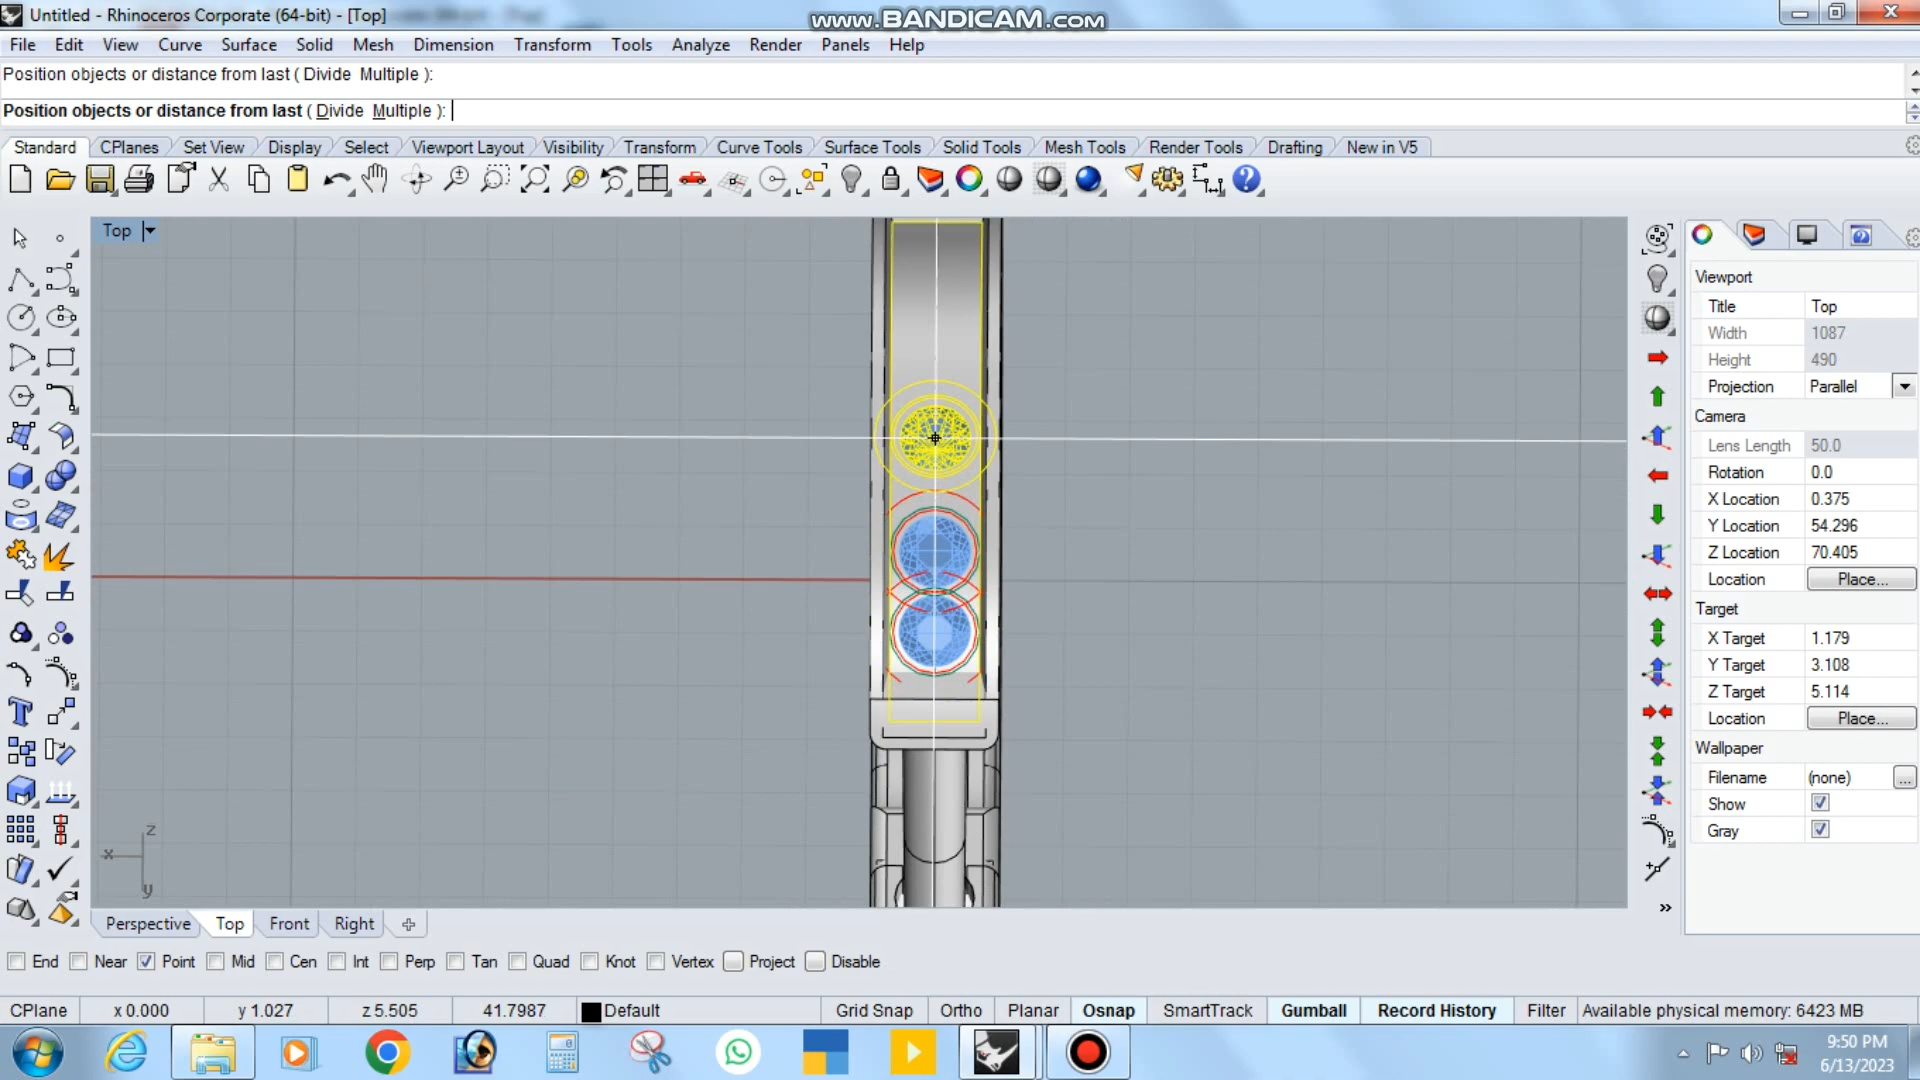 Untitled - Rhinoceros Corporate (64-bit) - [Top]
www.BANDICAM.com
File Edit View Curve Surface Solid Mesh Dimension Transform Tools Analyze Render Panels Help
Position objects or distance from last ( Divide Multiple ):
Position objects or distance from last ( Divide Multiple ):
Standard CPlanes Set View Display Select Viewport Layout Visibility Transform Curve Tools Surface Tools Solid Tools Mesh Tools Render Tools Drafting New in V5
Top
Viewport
Title Top
Width 1087
Height 490
Projection Parallel
Camera
Lens Length 50.0
Rotation 0.0
X Location 0.375
Y Location 54.296
Z Location 70.405
Location Place...
Target
X Target 1.179
Y Target 3.108
Z Target 5.114
Location Place...
Wallpaper
Filename (none) ...
Show
Gray
z
x
y
Perspective Top Front Right
End Near Point Mid Cen Int Perp Tan Quad Knot Vertex Project Disable
CPlane x 0.000 y 1.027 z 5.505 41.7987 Default Grid Snap Ortho Planar Osnap SmartTrack Gumball Record History Filter Available physical memory: 6423 MB
9:50 PM
6/13/2023